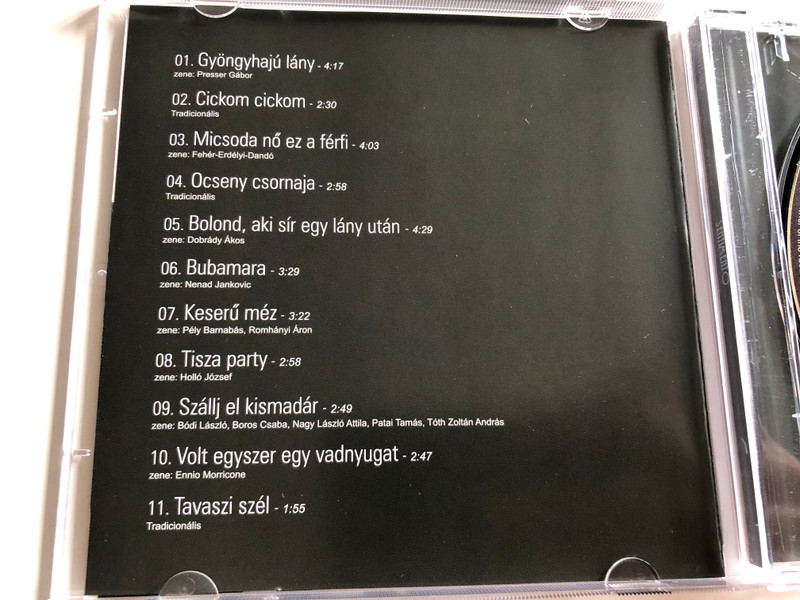 01. Gyöngyhajú lány - 4:17
zene: Presser Gábor
02. Cickom cickom - 2:30
Tradicionális
03. Micsoda nő ez a férfi - 4:03
zene: Fehér-Erdélyi-Dandó
04. Ocseny csornaja - 2:58
Tradicionális
05. Bolond, aki sír egy lány után - 4:29
zene: Dobrády Ákos
06. Bubamara - 3:29
zene: Nenad Jankovic
07. Keserű méz - 3:22
zene: Pély Barnabás, Romhányi Áron
08. Tisza party - 2:58
zene: Holló József
09. Szállj el kismadár - 2:49
zene: Bódi László, Boros Csaba, Nagy László Attila, Patai Tamás, Tóth Zoltán András
10. Volt egyszer egy vadnyugat - 2:47
zene: Ennio Morricone
11. Tavaszi szél - 1:55
Tradicionális